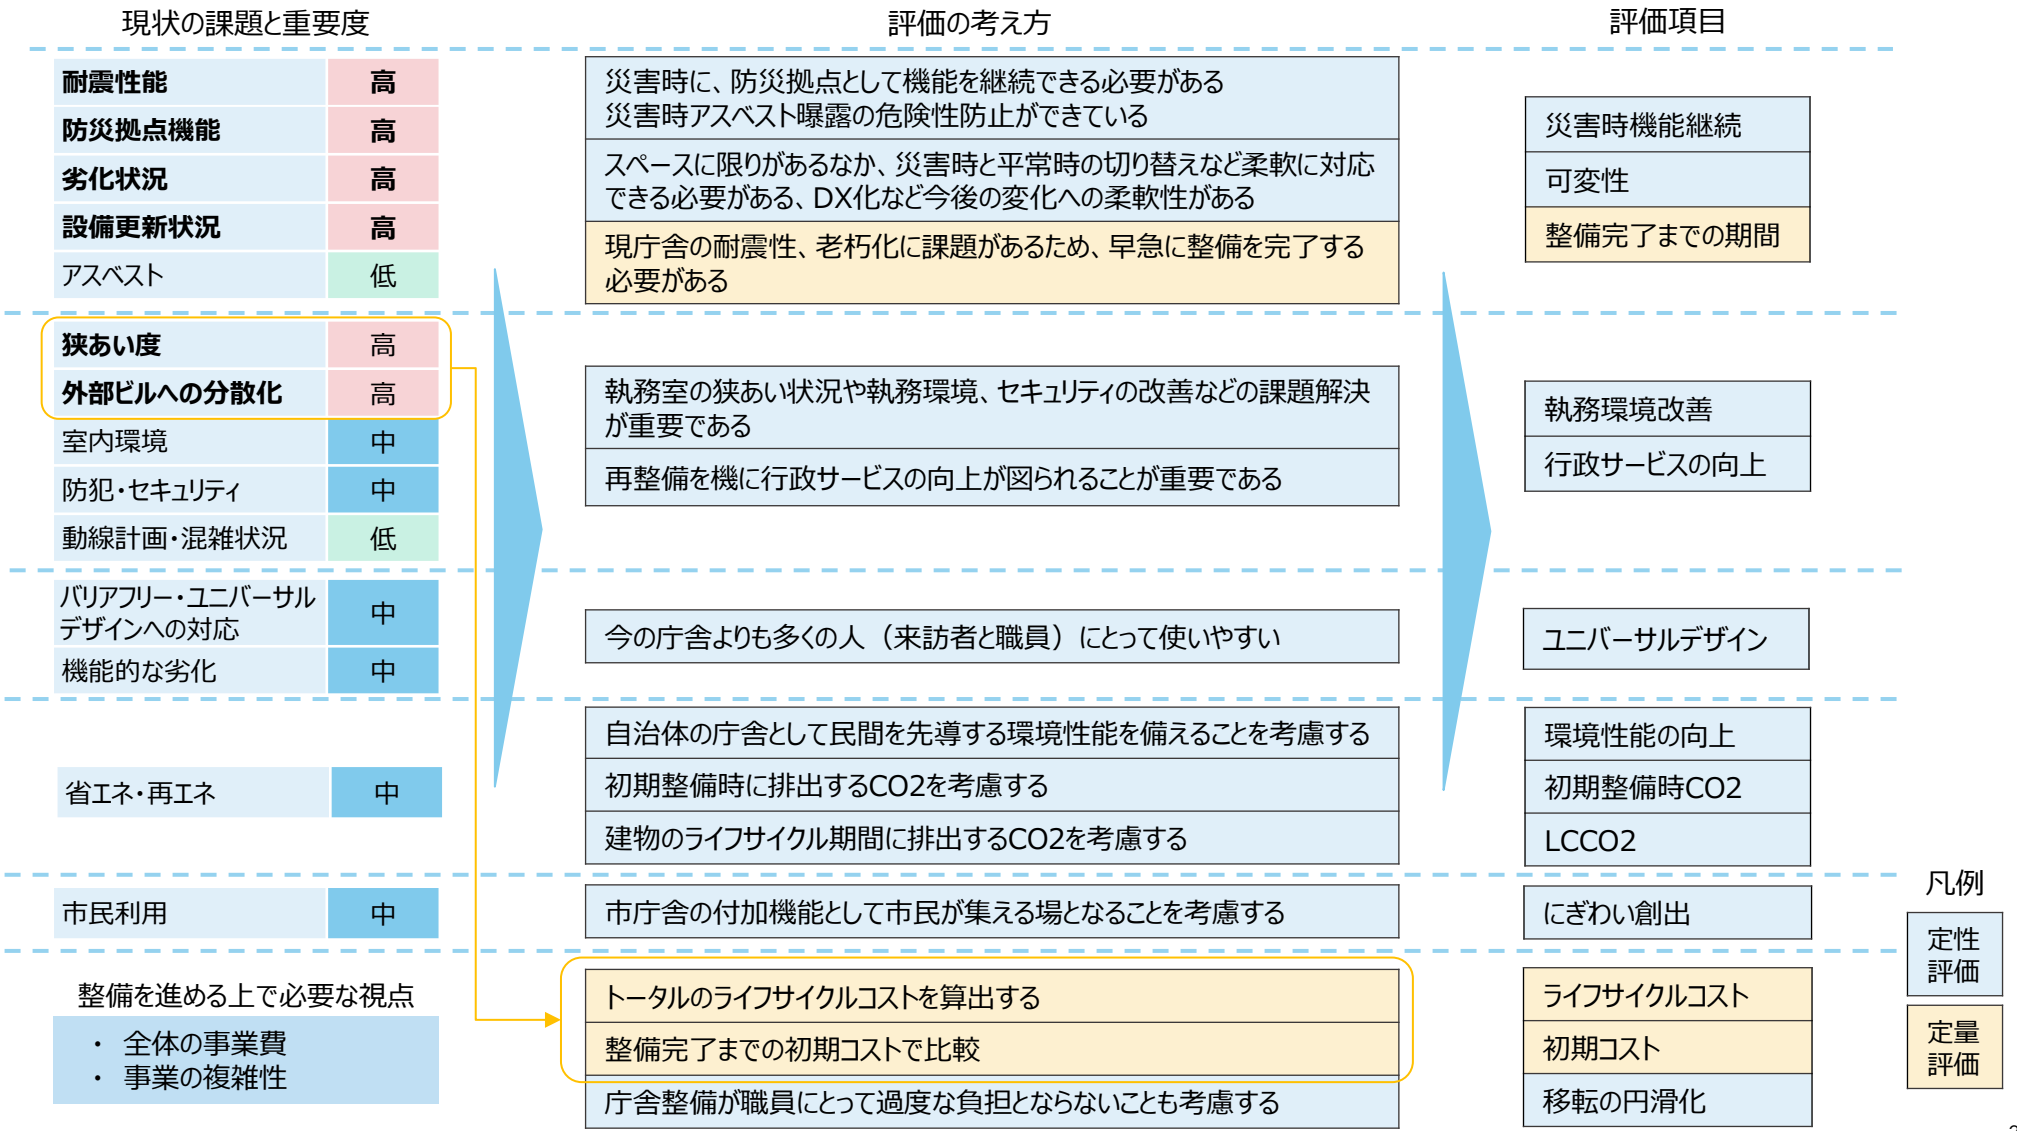 現状の課題と重要度
評価の考え方
評価項目
耐震性能 高
防災拠点機能 高
劣化状況 高
設備更新状況 高
アスベスト 低
災害時に、防災拠点として機能を継続できる必要がある
災害時アスベスト曝露の危険性防止ができている
スペースに限りがあるなか、災害時と平常時の切り替えなど柔軟に対応
できる必要がある、DX化など今後の変化への柔軟性がある
現庁舎の耐震性、老朽化に課題があるため、早急に整備を完了する
必要がある
災害時機能継続
可変性
整備完了までの期間
狭あい度 高
外部ビルへの分散化 高
室内環境 中
防犯・セキュリティ 中
動線計画・混雑状況 低
執務室の狭あい状況や執務環境、セキュリティの改善などの課題解決
が重要である
再整備を機に行政サービスの向上が図られることが重要である
執務環境改善
行政サービスの向上
バリアフリー・ユニバーサル
デザインへの対応 中
機能的な劣化 中
今の庁舎よりも多くの人（来訪者と職員）にとって使いやすい
ユニバーサルデザイン
省エネ・再エネ 中
自治体の庁舎として民間を先導する環境性能を備えることを考慮する
初期整備時に排出するCO2を考慮する
建物のライフサイクル期間に排出するCO2を考慮する
環境性能の向上
初期整備時CO2
LCCO2
市民利用 中
市庁舎の付加機能として市民が集える場となることを考慮する
にぎわい創出
整備を進める上で必要な視点
・ 全体の事業費
・ 事業の複雑性
トータルのライフサイクルコストを算出する
整備完了までの初期コストで比較
庁舎整備が職員にとって過度な負担とならないことも考慮する
ライフサイクルコスト
初期コスト
移転の円滑化
凡例
定性
評価
定量
評価